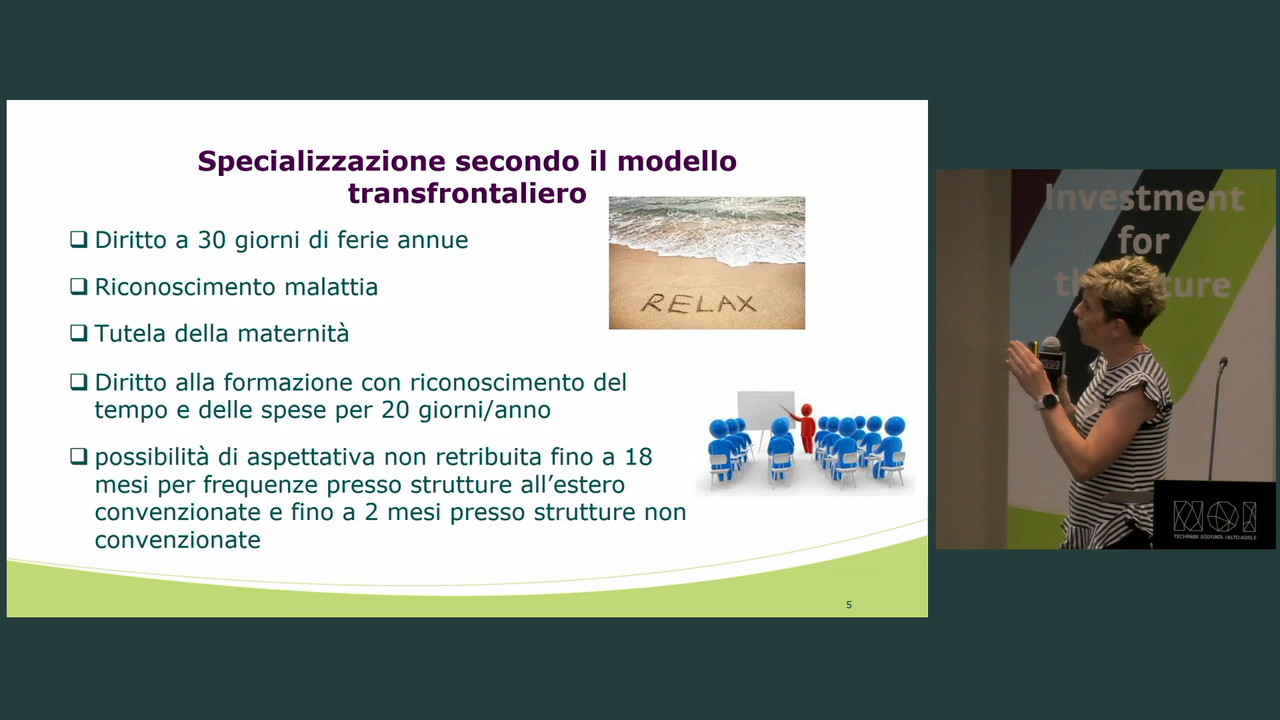 Specializzazione secondo il modello
transfrontaliero
Diritto a 30 giorni di ferie annue
Riconoscimento malattia
Tutela della maternità
Diritto alla formazione con riconoscimento del
tempo e delle spese per 20 giorni/anno
possibilità di aspettativa non retribuita fino a 18
mesi per frequenze presso strutture all’estero
convenzionate e fino a 2 mesi presso strutture non
convenzionate
RELAX
5
Investment
for
NOI
TECHPARK SÜDTIROL / ALTO ADIGE